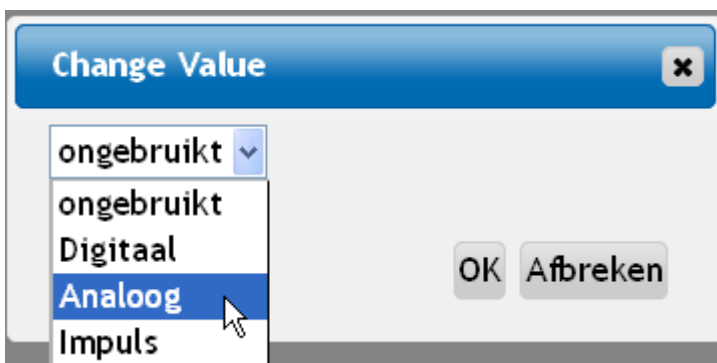 Change Value
ongebruikt
ongebruikt
Digitaal
Analoog
Impuls
OK Afbreken